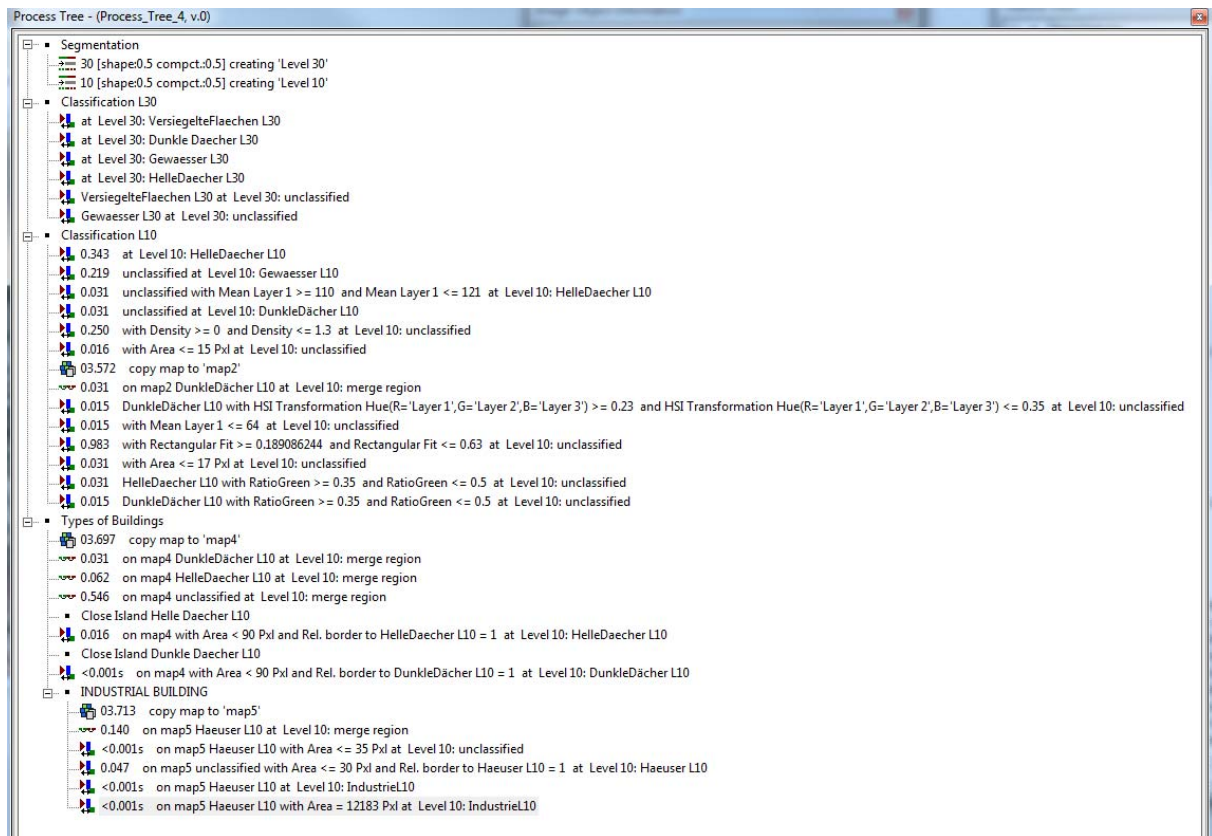 Process Tree - (Process_Tree_4, v.0)
Segmentation
30 [shape:0.5 compct.:0.5] creating 'Level 30'
10 [shape:0.5 compct.:0.5] creating 'Level 10'
Classification L30
at Level 30: VersiegelteFlaechen L30
at Level 30: Dunkle Daecher L30
at Level 30: Gewaesser L30
at Level 30: HelleDaecher L30
VersiegelteFlaechen L30 at Level 30: unclassified
Gewaesser L30 at Level 30: unclassified
Classification L10
0.343 at Level 10: HelleDaecher L10
0.219 unclassified at Level 10: Gewaesser L10
0.031 unclassified with Mean Layer 1 >= 110 and Mean Layer 1 <= 121 at Level 10: HelleDaecher L10
0.031 unclassified at Level 10: DunkleDächer L10
0.250 with Density >= 0 and Density <= 1.3 at Level 10: unclassified
0.016 with Area <= 15 Pxl at Level 10: unclassified
03.572 copy map to 'map2'
0.031 on map2 DunkleDächer L10 at Level 10: merge region
0.015 DunkleDächer L10 with HSI Transformation Hue(R='Layer 1',G='Layer 2',B='Layer 3') >= 0.23 and HSI Transformation Hue(R='Layer 1',G='Layer 2',B='Layer 3') <= 0.35 at Level 10: unclassified
0.015 with Mean Layer 1 <= 64 at Level 10: unclassified
0.983 with Rectangular Fit >= 0.189086244 and Rectangular Fit <= 0.63 at Level 10: unclassified
0.031 with Area <= 17 Pxl at Level 10: unclassified
0.031 HelleDaecher L10 with RatioGreen >= 0.35 and RatioGreen <= 0.5 at Level 10: unclassified
0.015 DunkleDächer L10 with RatioGreen >= 0.35 and RatioGreen <= 0.5 at Level 10: unclassified
Types of Buildings
03.697 copy map to 'map4'
0.031 on map4 DunkleDächer L10 at Level 10: merge region
0.062 on map4 HelleDaecher L10 at Level 10: merge region
0.546 on map4 unclassified at Level 10: merge region
Close Island Helle Daecher L10
0.016 on map4 with Area < 90 Pxl and Rel. border to HelleDaecher L10 = 1 at Level 10: HelleDaecher L10
Close Island Dunkle Daecher L10
<0.001s on map4 with Area < 90 Pxl and Rel. border to DunkleDächer L10 = 1 at Level 10: DunkleDächer L10
INDUSTRIAL BUILDING
03.713 copy map to 'map5'
0.140 on map5 Haeuser L10 at Level 10: merge region
<0.001s on map5 Haeuser L10 with Area <= 35 Pxl at Level 10: unclassified
0.047 on map5 unclassified with Area <= 30 Pxl and Rel. border to Haeuser L10 = 1 at Level 10: Haeuser L10
<0.001s on map5 Haeuser L10 at Level 10: IndustrieL10
<0.001s on map5 Haeuser L10 with Area = 12183 Pxl at Level 10: IndustrieL10